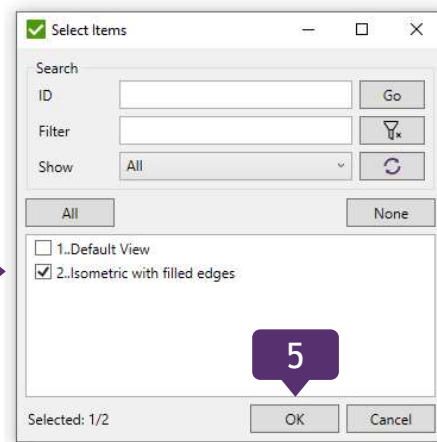 Select Items
Search
ID Go
Filter
Show All
All None
1..Default View
2..Isometric with filled edges
5
Selected: 1/2 OK Cancel